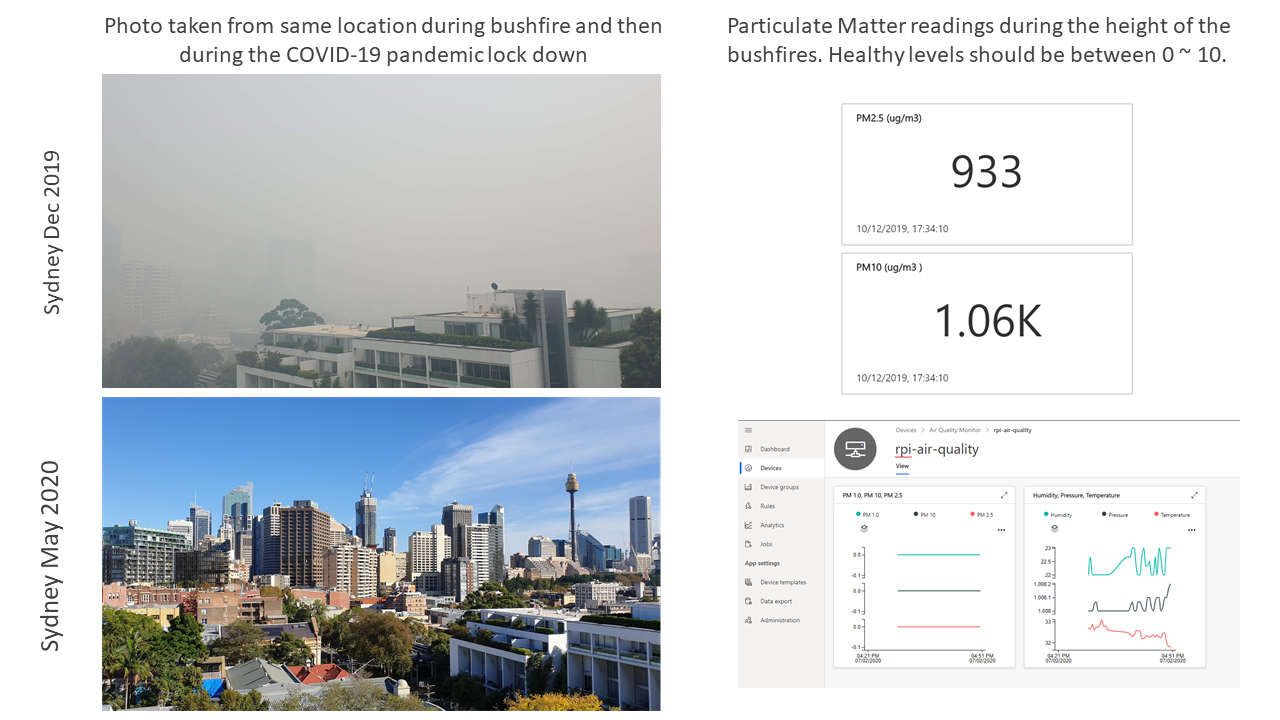 Photo taken from same location during bushfire and then
during the COVID-19 pandemic lock down
Sydney Dec 2019
Sydney May 2020
Particulate Matter readings during the height of the
bushfires. Healthy levels should be between 0 ~ 10.
PM2.5 (ug/m3)
933
10/12/2019, 17:34:10
PM10 (ug/m3 )
1.06K
10/12/2019, 17:34:10
Dashboard
Devices
Device groups
Rules
Analytics
Jobs
App settings
Device templates
Data export
Administration
Devices > Air Quality Monitor > rpi-air-quality
rpi-air-quality
View
PM 1.0, PM 10, PM 2.5
PM 1.0 PM 10 PM 2.5
0.0
-0.1
0.0
-0.1
0.0
-0.1
04:21 PM 04:51 PM
07/02/2020 07/02/2020
Humidity, Pressure, Temperature
Humidity Pressure Temperature
23
22.5
22
1,008.2
1,008.1
1,008
33
32
04:21 PM 04:51 PM
07/02/2020 07/02/2020